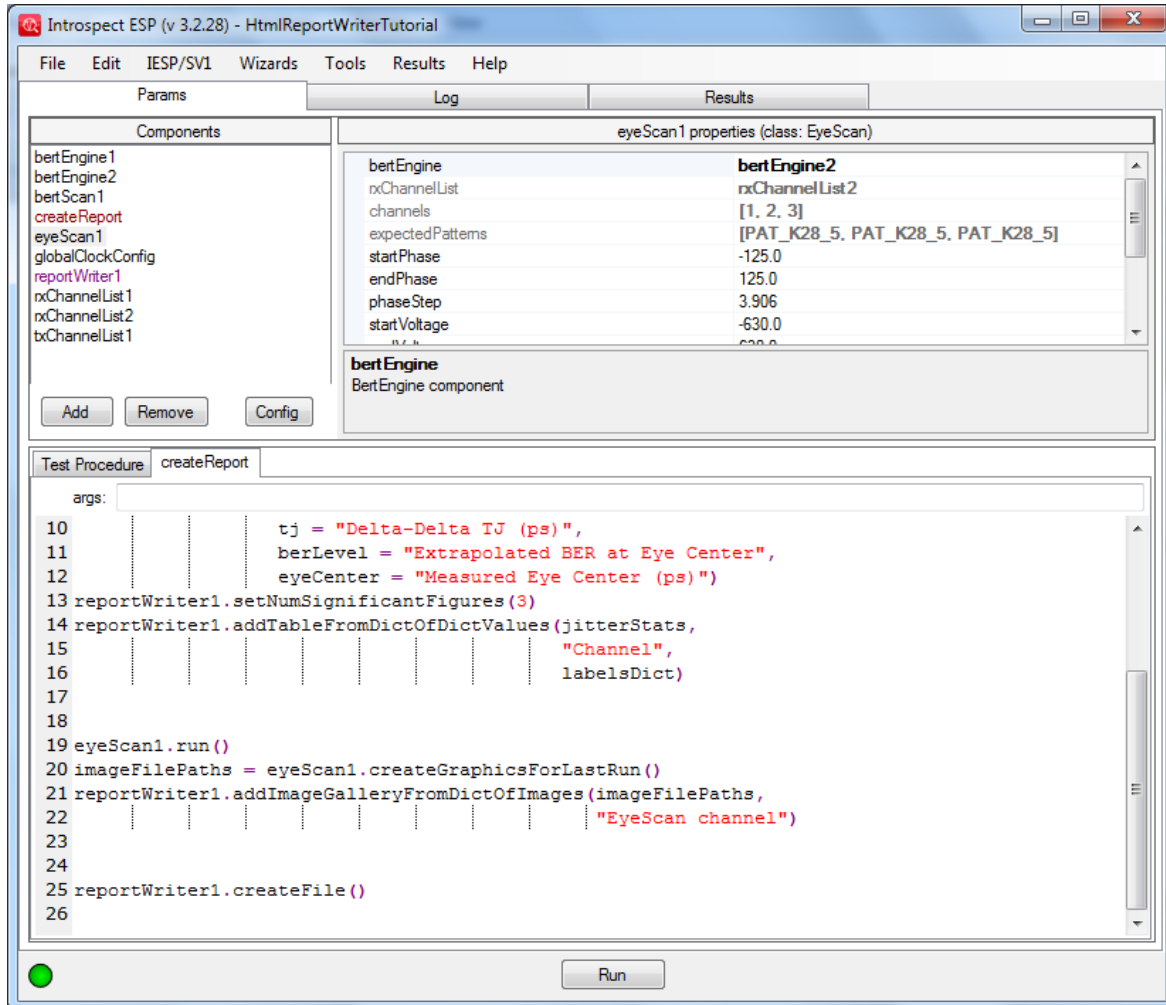 Introspect ESP (v 3.2.28) - HtmlReportWriterTutorial
File Edit IESP/SV1 Wizards Tools Results Help
Params Log Results
Components
bertEngine1
bertEngine2
bertScan1
createReport
eyeScan1
globalClockConfig
reportWriter1
rxChannelList1
rxChannelList2
txChannelList1
Add Remove Config
eyeScan1 properties (class: EyeScan)
bertEngine bertEngine2
rxChannelList rxChannelList2
channels [1, 2, 3]
expectedPatterns [PAT_K28_5, PAT_K28_5, PAT_K28_5]
startPhase -125.0
endPhase 125.0
phaseStep 3.906
startVoltage -630.0
bertEngine
BertEngine component
Test Procedure createReport
args:
10 tj = "Delta-Delta TJ (ps)",
11 berLevel = "Extrapolated BER at Eye Center",
12 eyeCenter = "Measured Eye Center (ps)")
13 reportWriter1.setNumSignificantFigures(3)
14 reportWriter1.addTableFromDictOfDictValues(jitterStats,
15 "Channel",
16 labelsDict)
17
18
19 eyeScan1.run()
20 imageFilePaths = eyeScan1.createGraphicsForLastRun()
21 reportWriter1.addImageGalleryFromDictOfImages(imageFilePaths,
22 "EyeScan channel")
23
24
25 reportWriter1.createFile()
26
Run